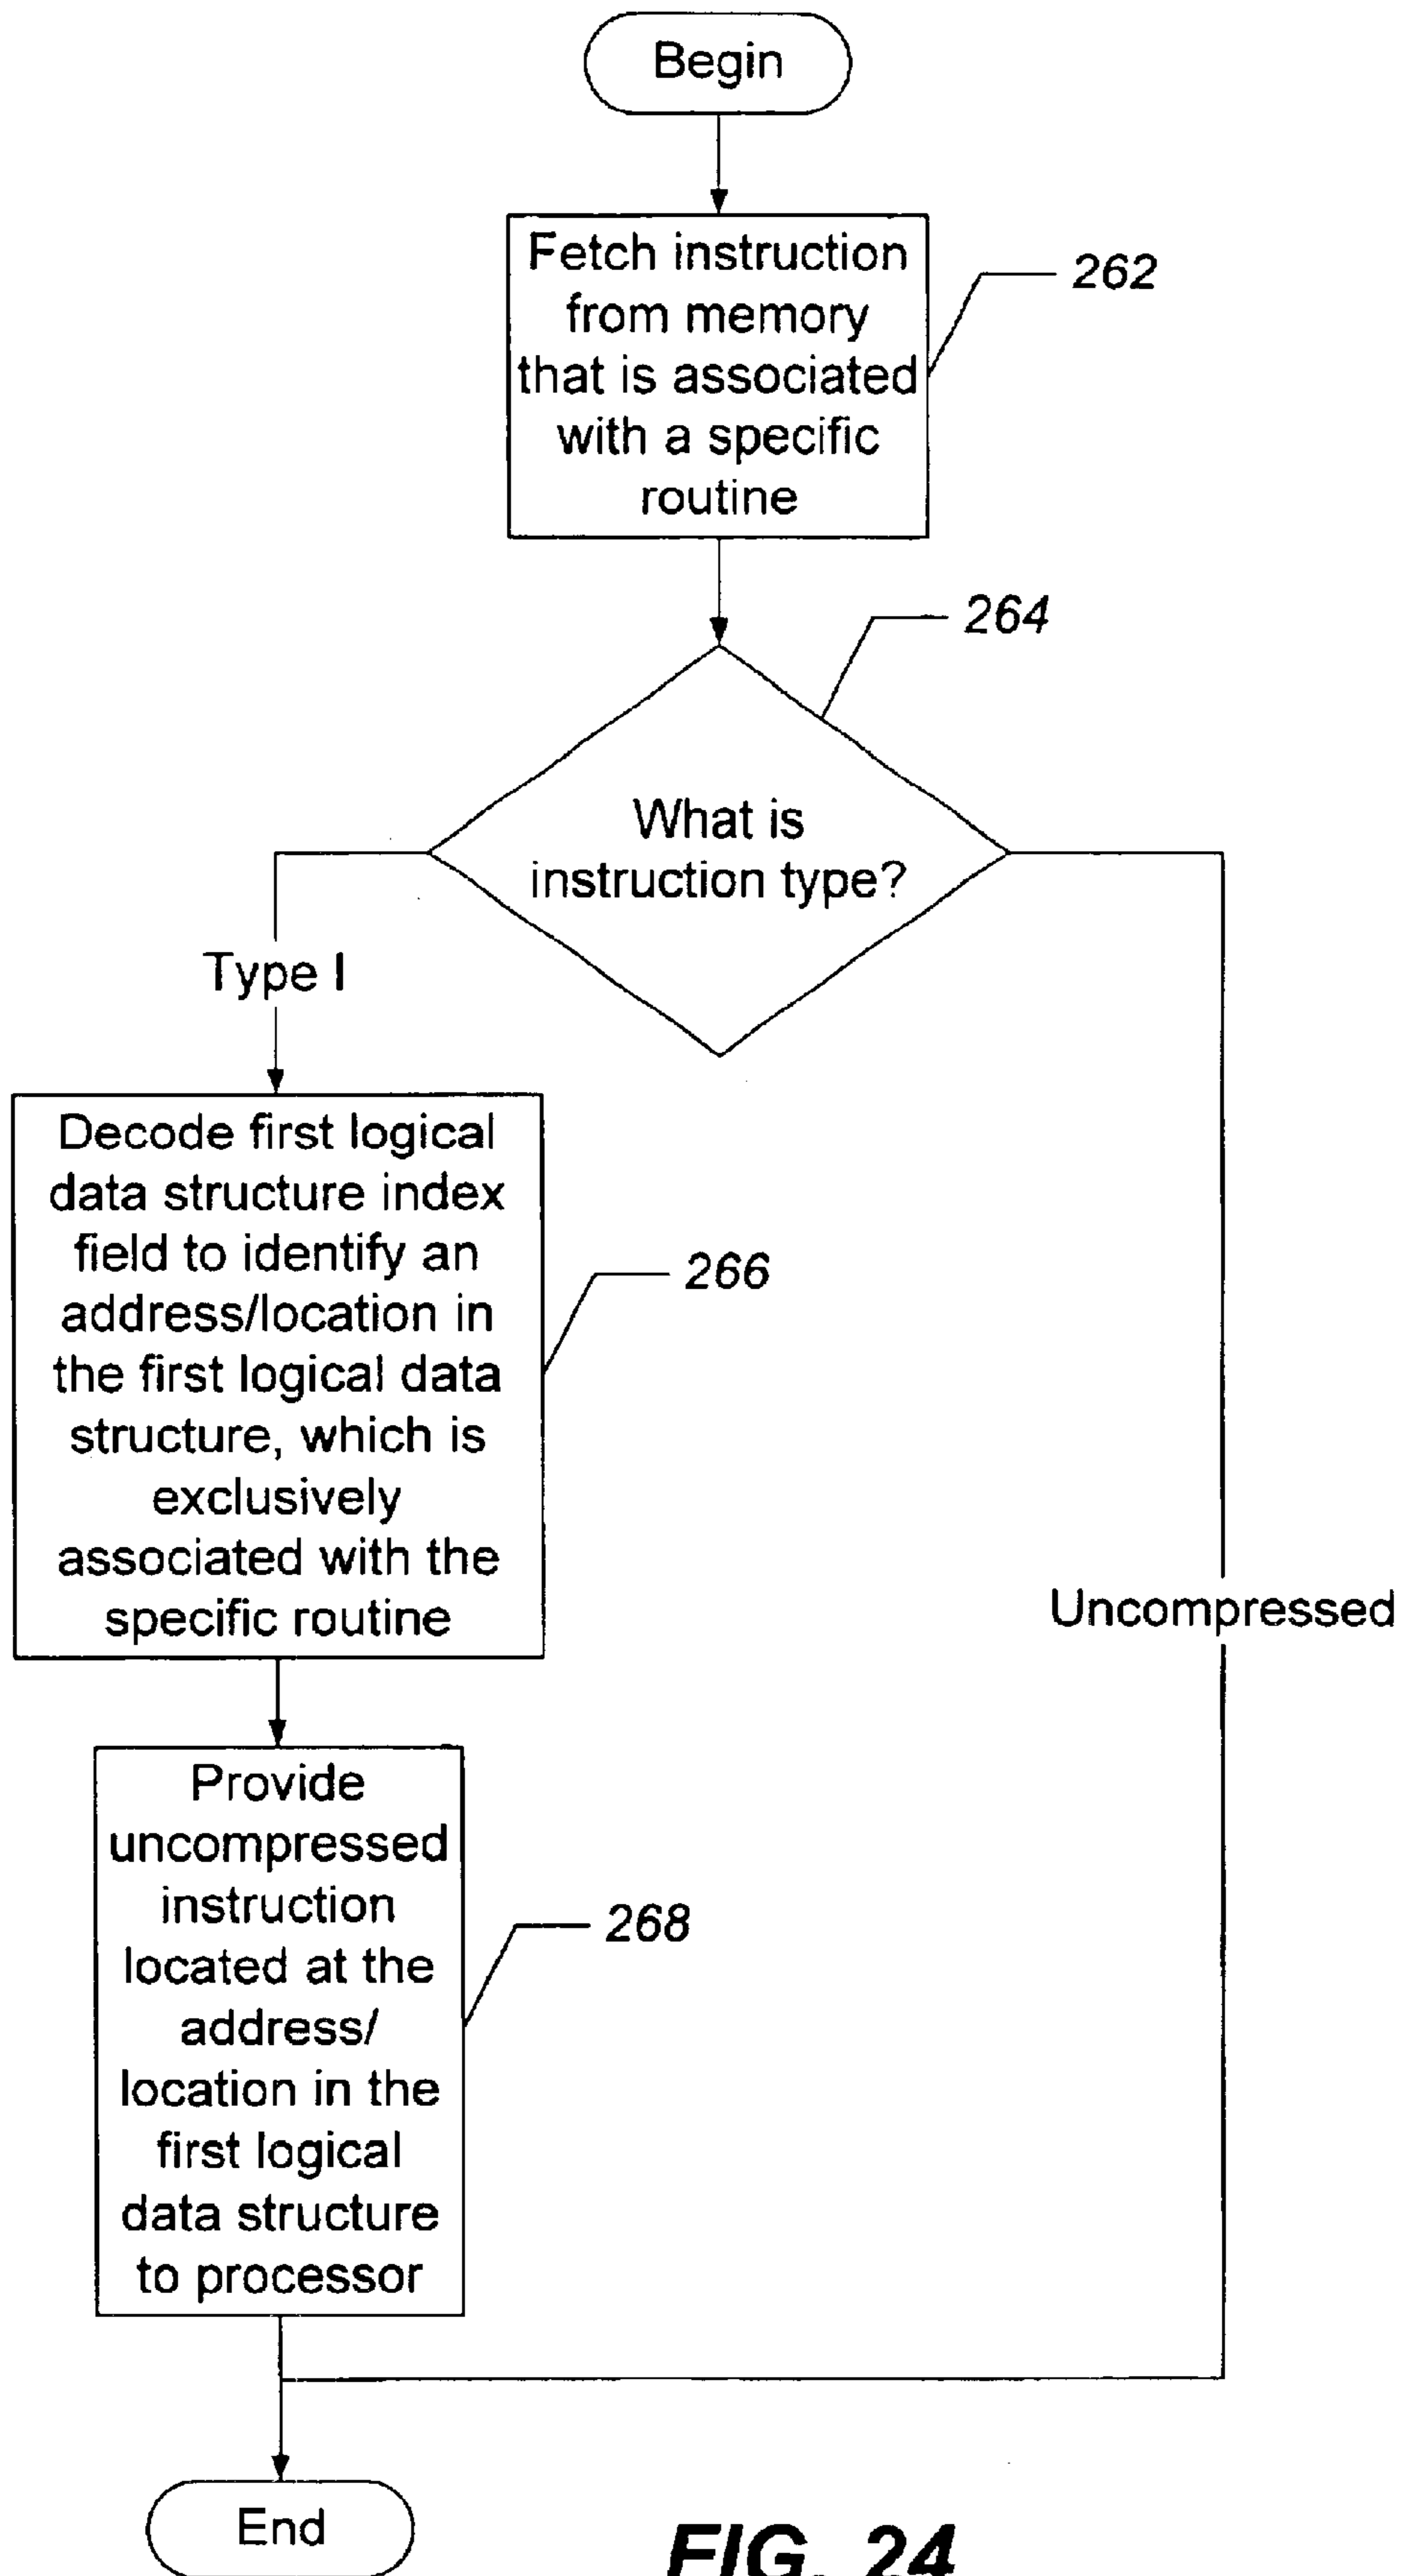 Begin
Fetch instruction
from memory
that is associated
with a specific
routine
262
264
What is
instruction type?
Type I
Decode first logical
data structure index
field to identify an
address/location in
the first logical data
structure, which is
exclusively
associated with the
specific routine
266
Uncompressed
Provide
uncompressed
instruction
located at the
address/
location in the
first logical
data structure
to processor
268
End
FIG. 24